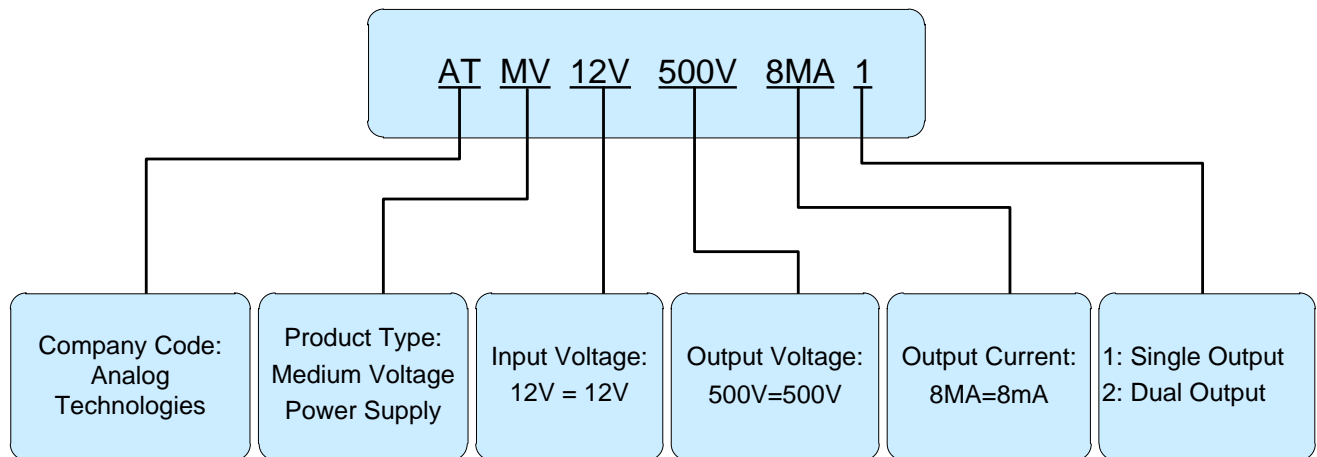 AT MV 12V 500V 8MA 1
Company Code:
Analog
Technologies
Product Type:
Medium Voltage
Power Supply
Input Voltage:
12V = 12V
Output Voltage:
500V=500V
Output Current:
8MA=8mA
1: Single Output
2: Dual Output